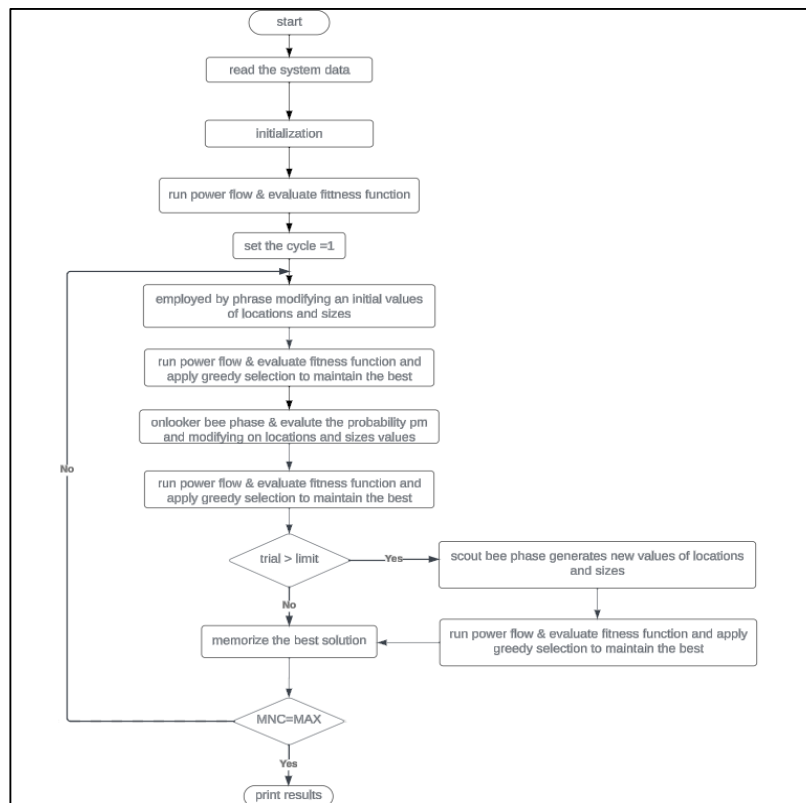 start
read the system data
initialization
run power flow & evaluate fittness function
set the cycle =1
employed by phrase modifying an initial values
of locations and sizes
run power flow & evaluate fitness function and
apply greedy selection to maintain the best
onlooker bee phase & evalute the probability pm
and modifying on locations and sizes values
No
run power flow & evaluate fitness function and
apply greedy selection to maintain the best
trial > limit
Yes
scout bee phase generates new values of locations
and sizes
No
memorize the best solution
run power flow & evaluate fitness function and apply
greedy selection to maintain the best
MNC=MAX
Yes
print results